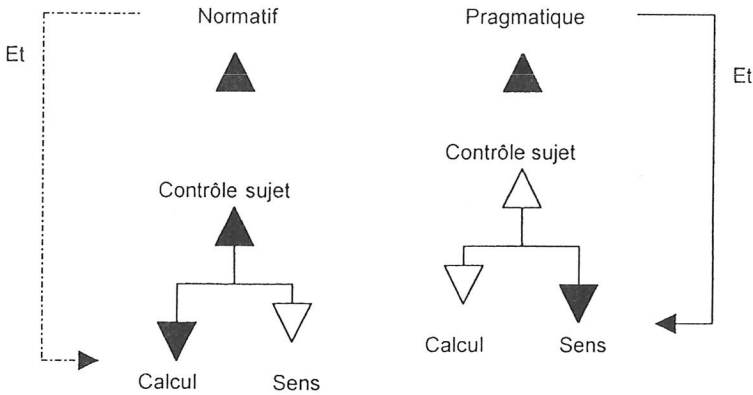 Normatif
Pragmatique
Et
Et
Contrôle sujet
Contrôle sujet
Calcul
Sens
Calcul
Sens